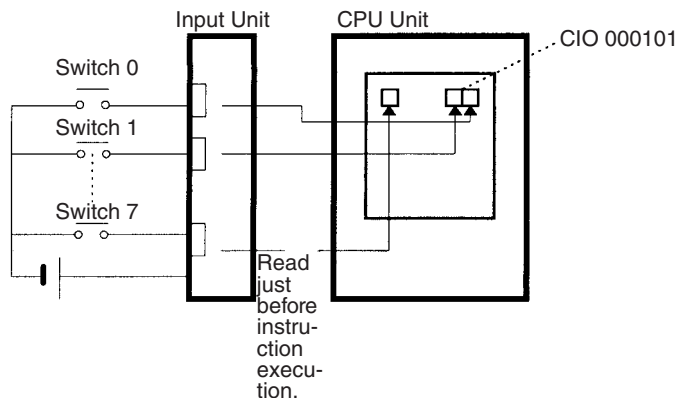 Input Unit
CPU Unit
CIO 000101
Switch 0
Switch 1
Switch 7
Read
just
before
instru-
ction
execu-
tion.